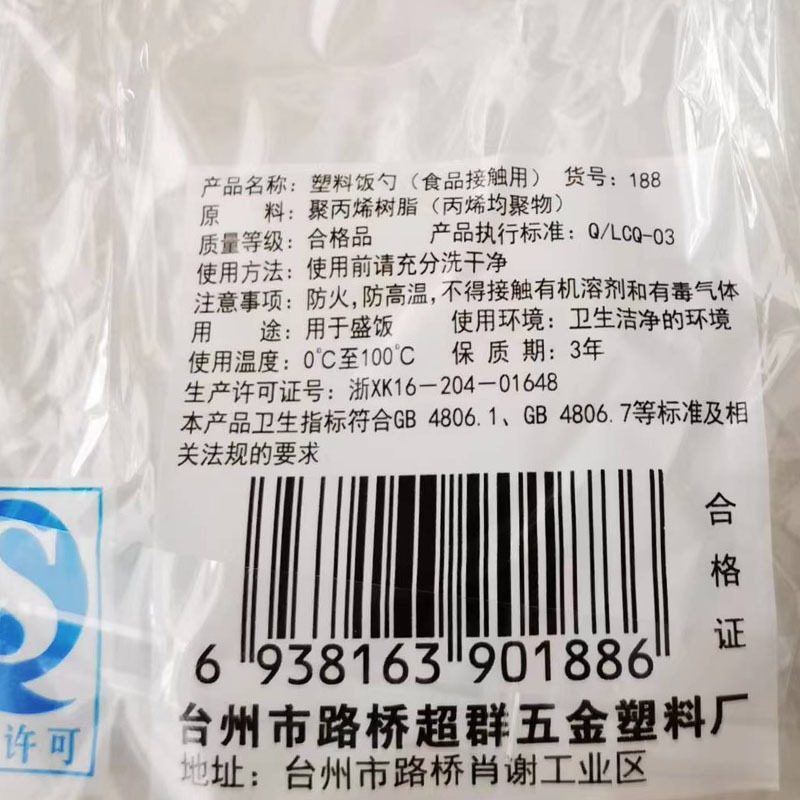 产品名称：塑料饭勺（食品接触用） 货号：188
原 料：聚丙烯树脂（丙烯均聚物）
质量等级：合格品 产品执行标准：Q/LCQ-03
使用方法：使用前请充分洗干净
注意事项：防火,防高温,不得接触有机溶剂和有毒气体
用 途：用于盛饭 使用环境：卫生洁净的环境
使用温度：0℃至100℃ 保 质 期：3年
生产许可证号：浙XK16-204-01648
本产品卫生指标符合GB 4806.1、GB 4806.7等标准及相
关法规的要求
合格证
6 938163 901886
台州市路桥超群五金塑料厂
地址：台州市路桥肖谢工业区
许可